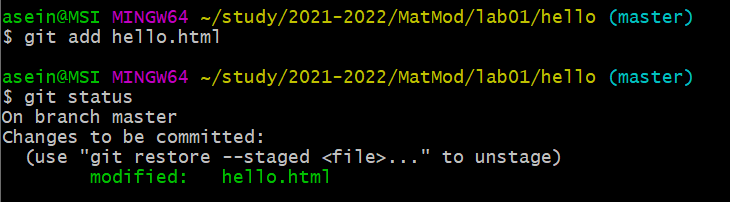 asein@MSI MINGW64 ~/study/2021-2022/MatMod/lab01/hello (master)
$ git add hello.html
asein@MSI MINGW64 ~/study/2021-2022/MatMod/lab01/hello (master)
$ git status
On branch master
Changes to be committed:
  (use "git restore --staged <file>..." to unstage)
        modified:   hello.html